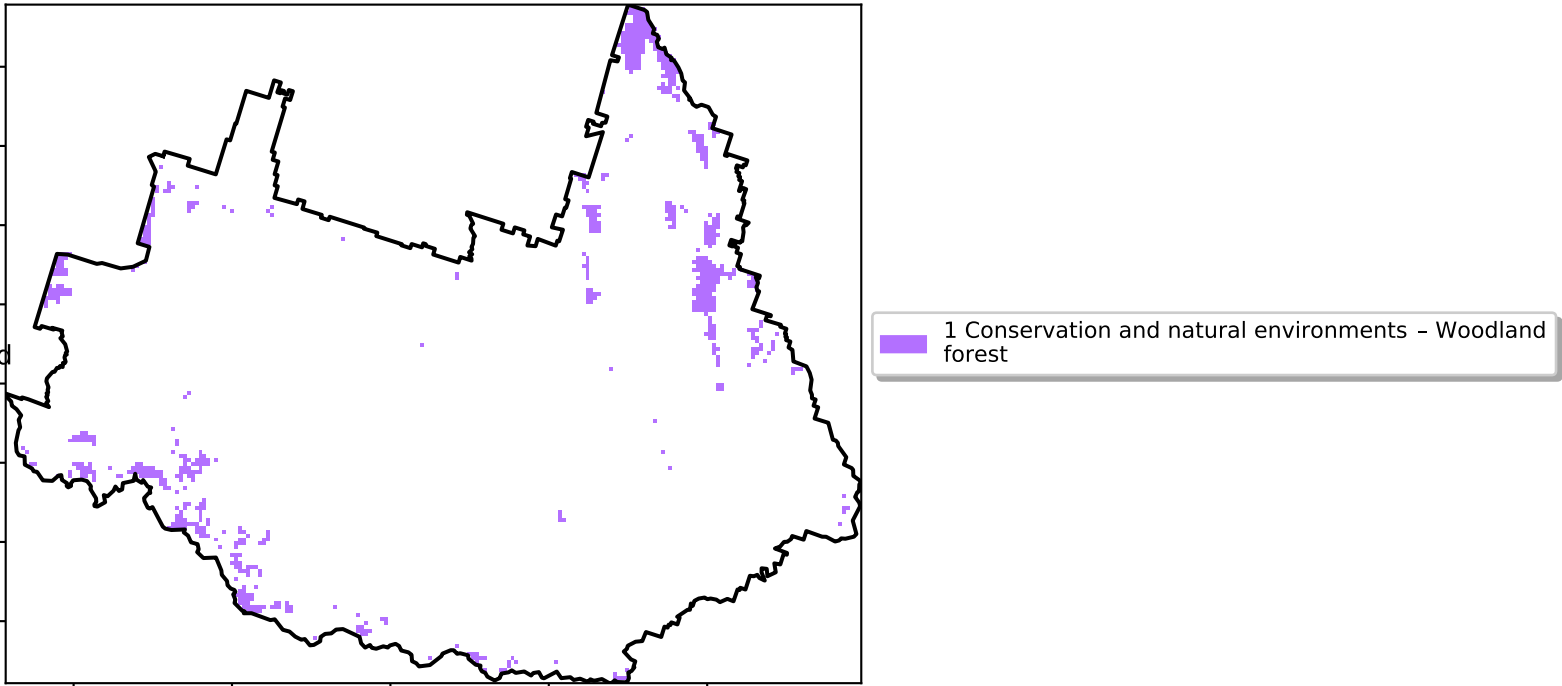 d
1 Conservation and natural environments – Woodland
forest